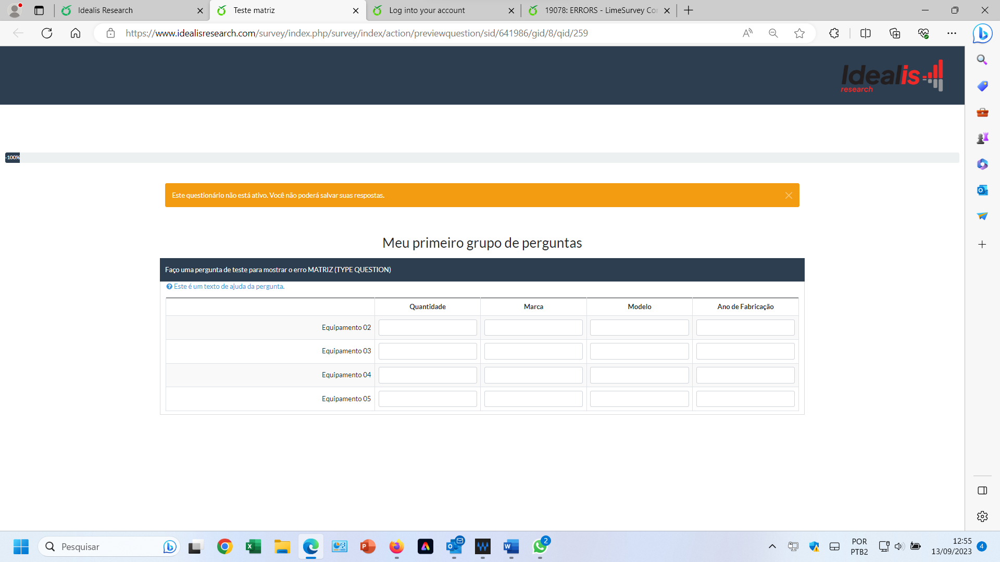 Idealis Research
Teste matriz
Log into your account
19078: ERRORS - LimeSurvey Co
https://www.idealisresearch.com/survey/index.php/survey/index/action/previewquestion/sid/641986/gid/8/qid/259
Idealis
research
-100%
Este questionário não está ativo. Você não poderá salvar suas respostas.
Meu primeiro grupo de perguntas
Faço uma pergunta de teste para mostrar o erro MATRIZ (TYPE QUESTION)
Este é um texto de ajuda da pergunta.
Quantidade Marca Modelo Ano de Fabricação
Equipamento 02
Equipamento 03
Equipamento 04
Equipamento 05
Pesquisar
2
POR
PTB2
12:55
13/09/2023
4